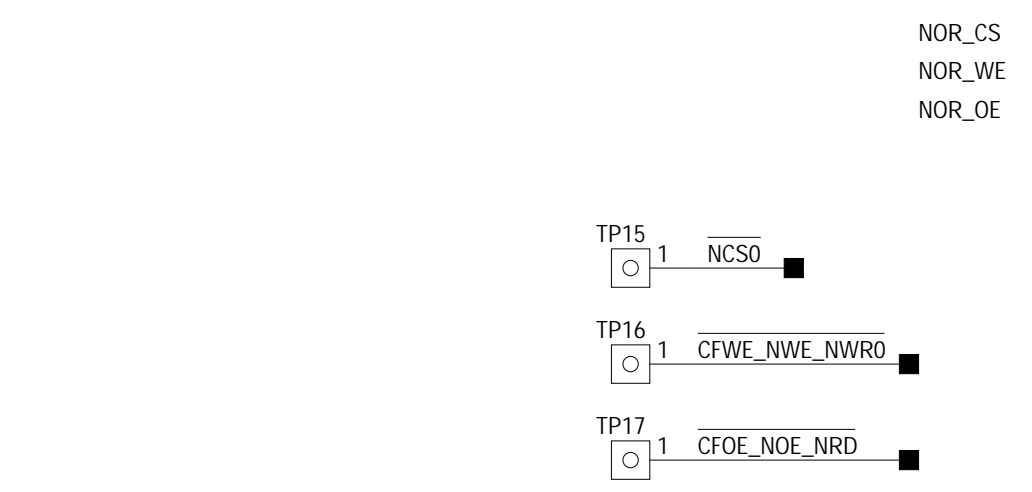 NOR_CS
NOR_WE
NOR_OE
TP15
1 NCS0
TP16
1 CFWE_NWE_NWR0
TP17
1 CFOE_NOE_NRD